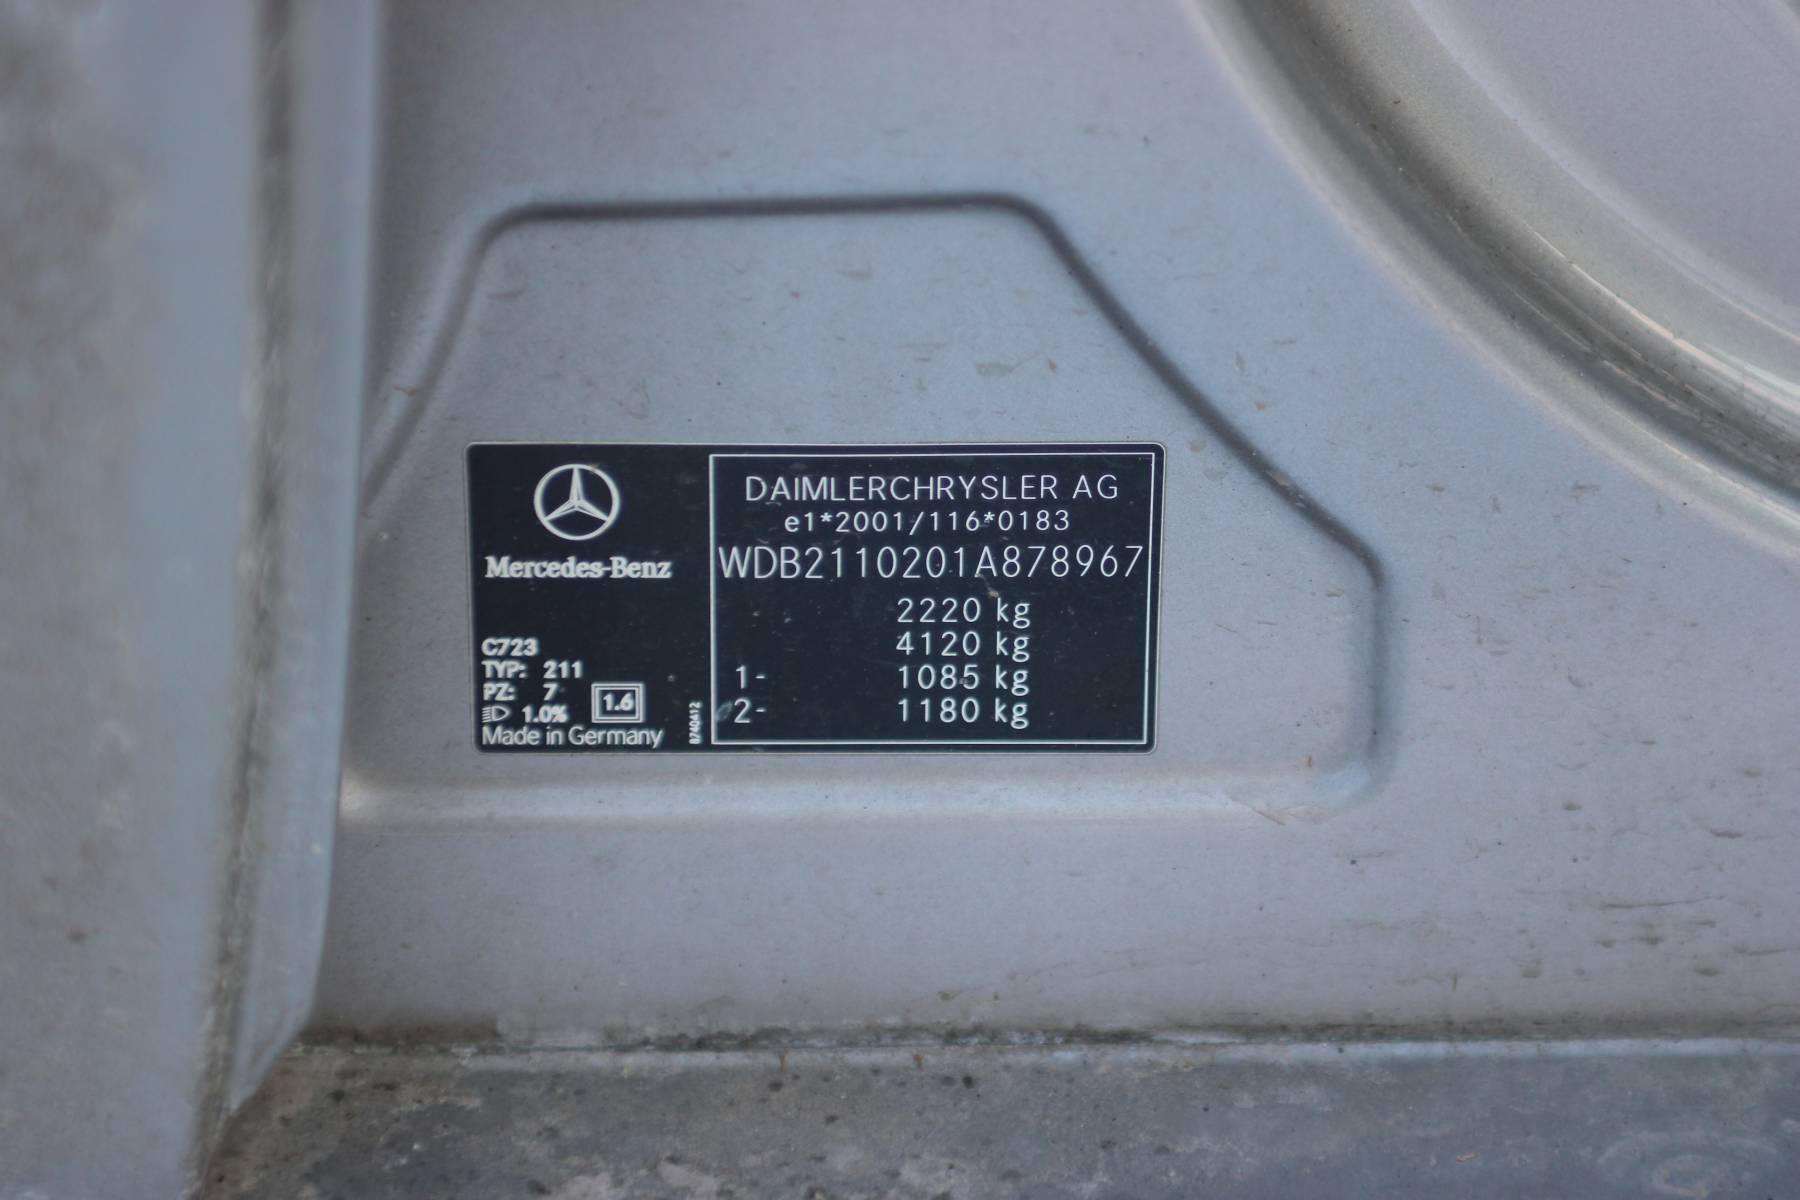 Mercedes-Benz
C723
TYP: 211
PZ: 7
1.0%
1.6
Made in Germany
8740412
DAIMLERCHRYSLER AG
e1*2001/116*0183
WDB2110201A878967
2220 kg
4120 kg
1- 1085 kg
2- 1180 kg